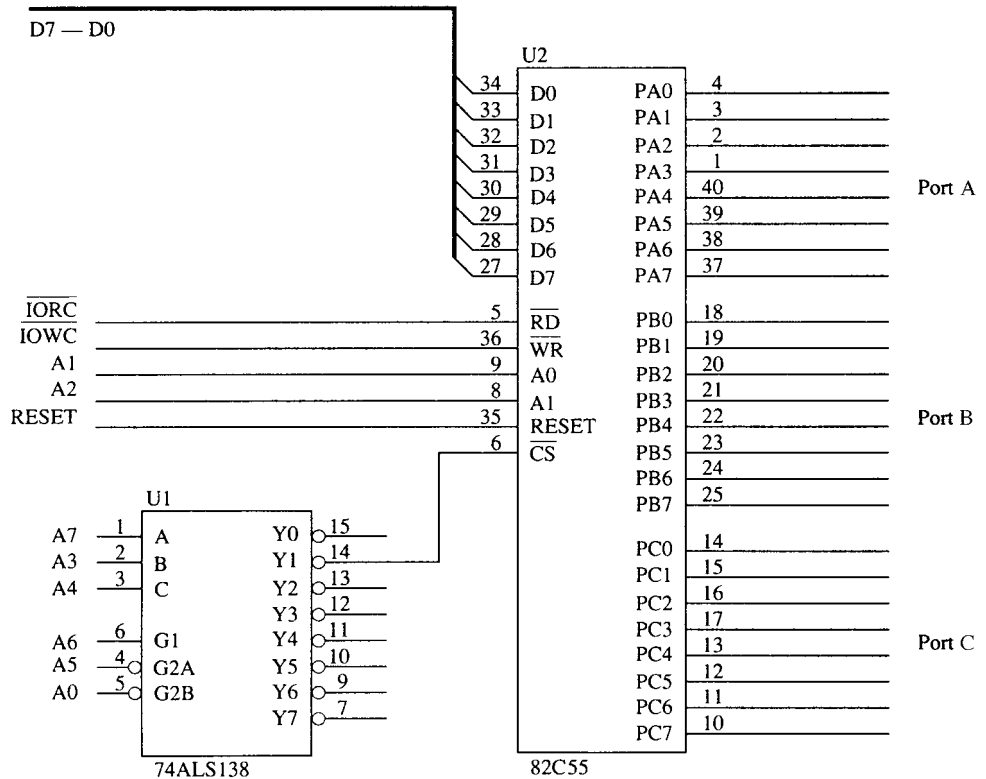 D7 — D0
U2
34 D0 PA0 4
33 D1 PA1 3
32 D2 PA2 2
31 D3 PA3 1
30 D4 PA4 40
29 D5 PA5 39
28 D6 PA6 38
27 D7 PA7 37
Port A
IORC 5 RD PB0 18
IOWC 36 WR PB1 19
A1 9 A0 PB2 20
A2 8 A1 PB3 21
RESET 35 RESET PB4 22
6 CS PB5 23
PB6 24
PB7 25
Port B
U1
A7 1 A Y0 15
A3 2 B Y1 14
A4 3 C Y2 13
Y3 12
A6 6 G1 Y4 11
A5 4 G2A Y5 10
A0 5 G2B Y6 9
Y7 7
74ALS138
PC0 14
PC1 15
PC2 16
PC3 17
PC4 13
PC5 12
PC6 11
PC7 10
Port C
82C55